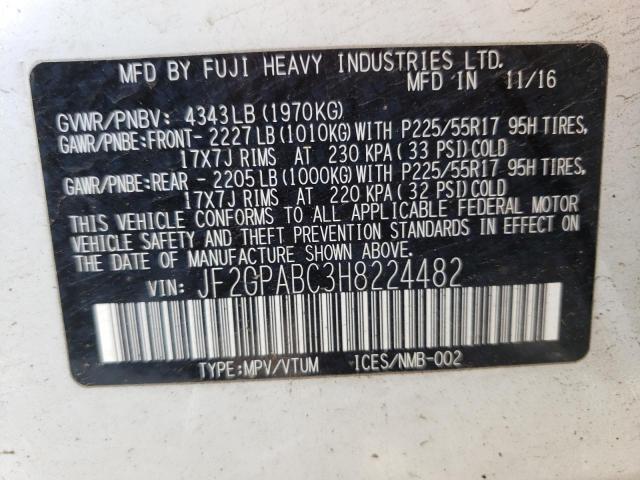 MFD BY FUJI HEAVY INDUSTRIES LTD.
MFD IN 11/16
GVWR/PNBV: 4343LB (1970KG)
GAWR/PNBE:FRONT-2227LB (1010KG)WITH P225/55R17 95H TIRES,
17X7J RIMS AT 230 KPA (33 PSI)COLD
GAWR/PNBE:REAR -2205LB (1000KG)WITH P225/55R17 95H TIRES,
17X7J RIMS AT 220 KPA (32 PSI)COLD
THIS VEHICLE CONFORMS TO ALL APPLICABLE FEDERAL MOTOR
VEHICLE SAFETY AND THEFT PREVENTION STANDARDS IN EFFECT ON
THE DATE OF MANUFACTURE SHOWN ABOVE.
VIN: JF2GPABC3H8224482
TYPE:MPV/VTUM ICES/NMB-002